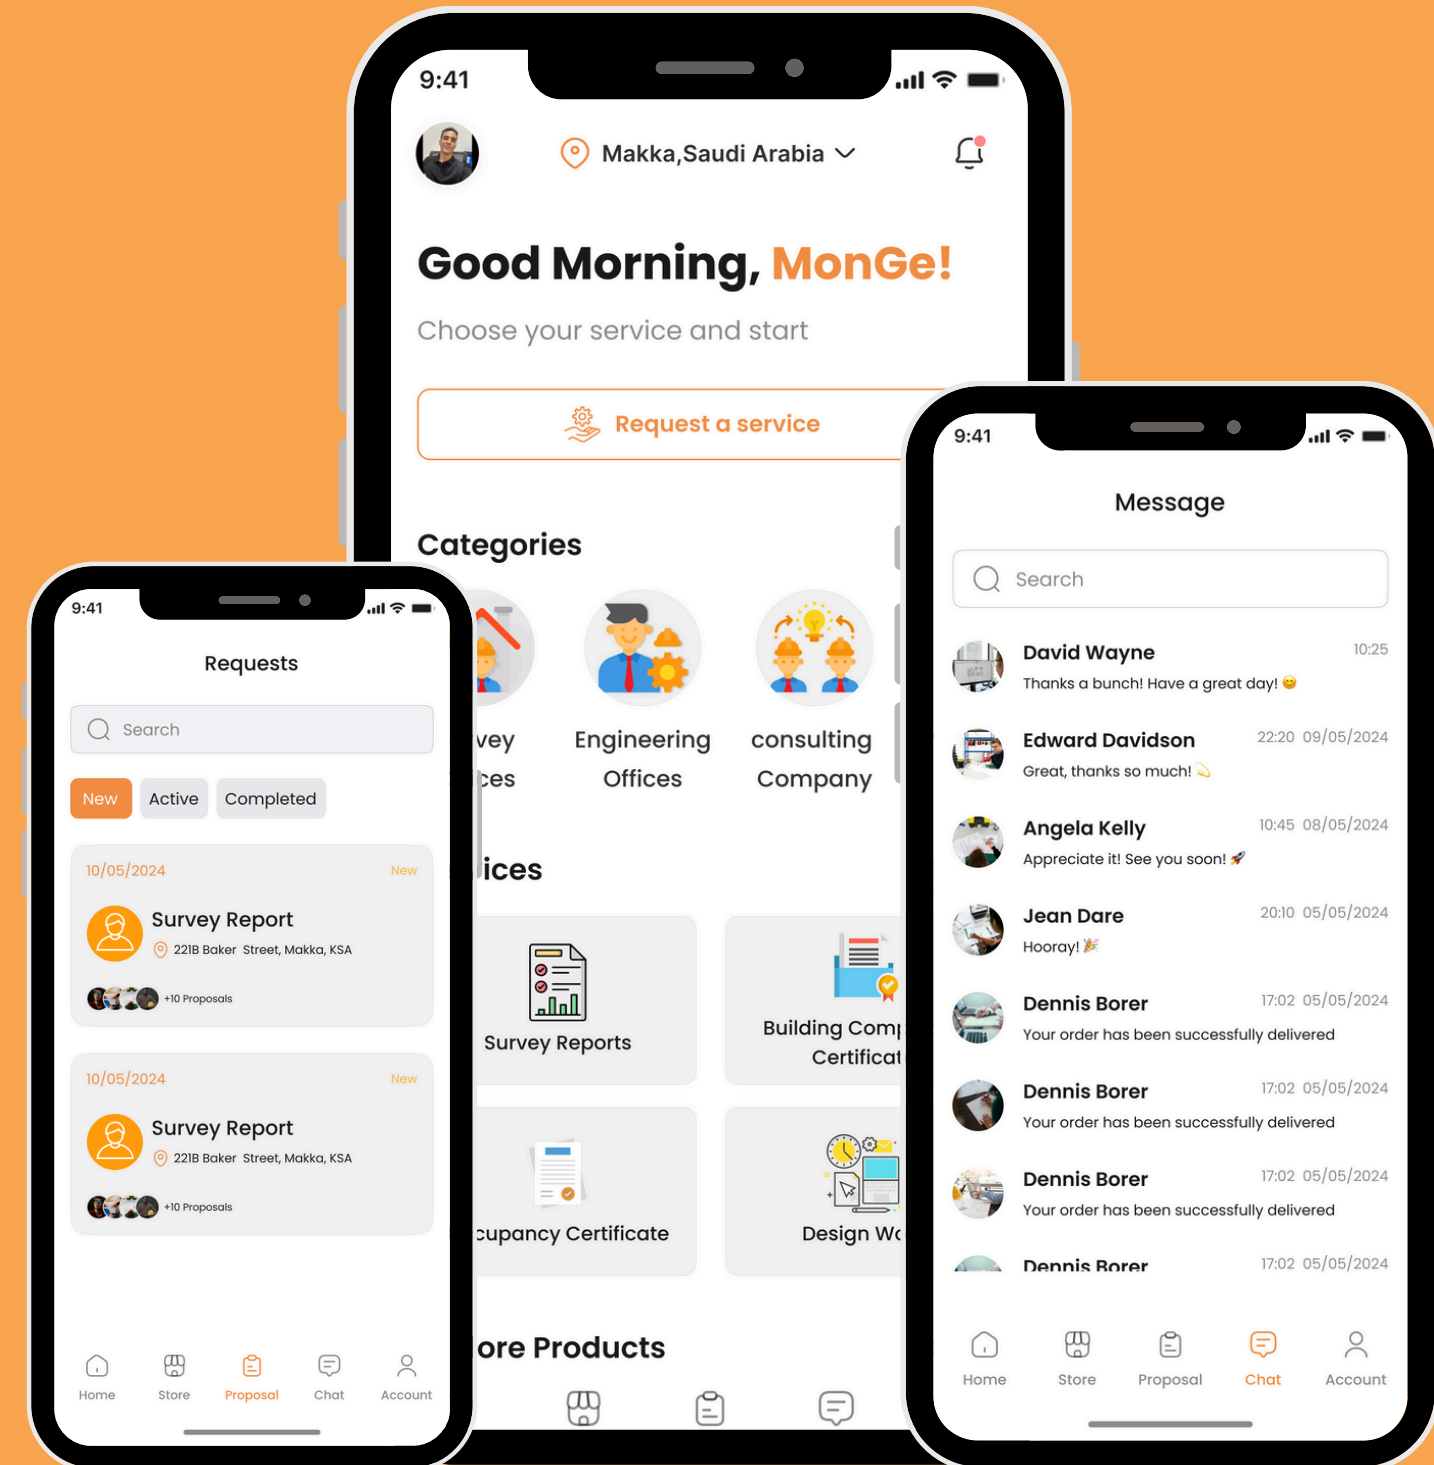 9:41
Makka,Saudi Arabia
Good Morning, MonGe!
Choose your service and start
Request a service
Categories
Engineering
Offices
consulting
Company
Survey Reports
Building
Certificate
Certificate
Design
Products
9:41
Requests
Search
New Active Completed
10/05/2024 New
Survey Report
221B Baker Street, Makka, KSA
+10 Proposals
10/05/2024 New
Survey Report
221B Baker Street, Makka, KSA
+10 Proposals
Home Store Proposal Chat Account
9:41
Message
Search
David Wayne 10:25
Thanks a bunch! Have a great day! 😊
Edward Davidson 22:20 09/05/2024
Great, thanks so much! 💫
Angela Kelly 10:45 08/05/2024
Appreciate it! See you soon! 🚀
Jean Dare 20:10 05/05/2024
Hooray! 🎉
Dennis Borer 17:02 05/05/2024
Your order has been successfully delivered
Dennis Borer 17:02 05/05/2024
Your order has been successfully delivered
Dennis Borer 17:02 05/05/2024
Your order has been successfully delivered
Dennis Borer 17:02 05/05/2024
Home Store Proposal Chat Account